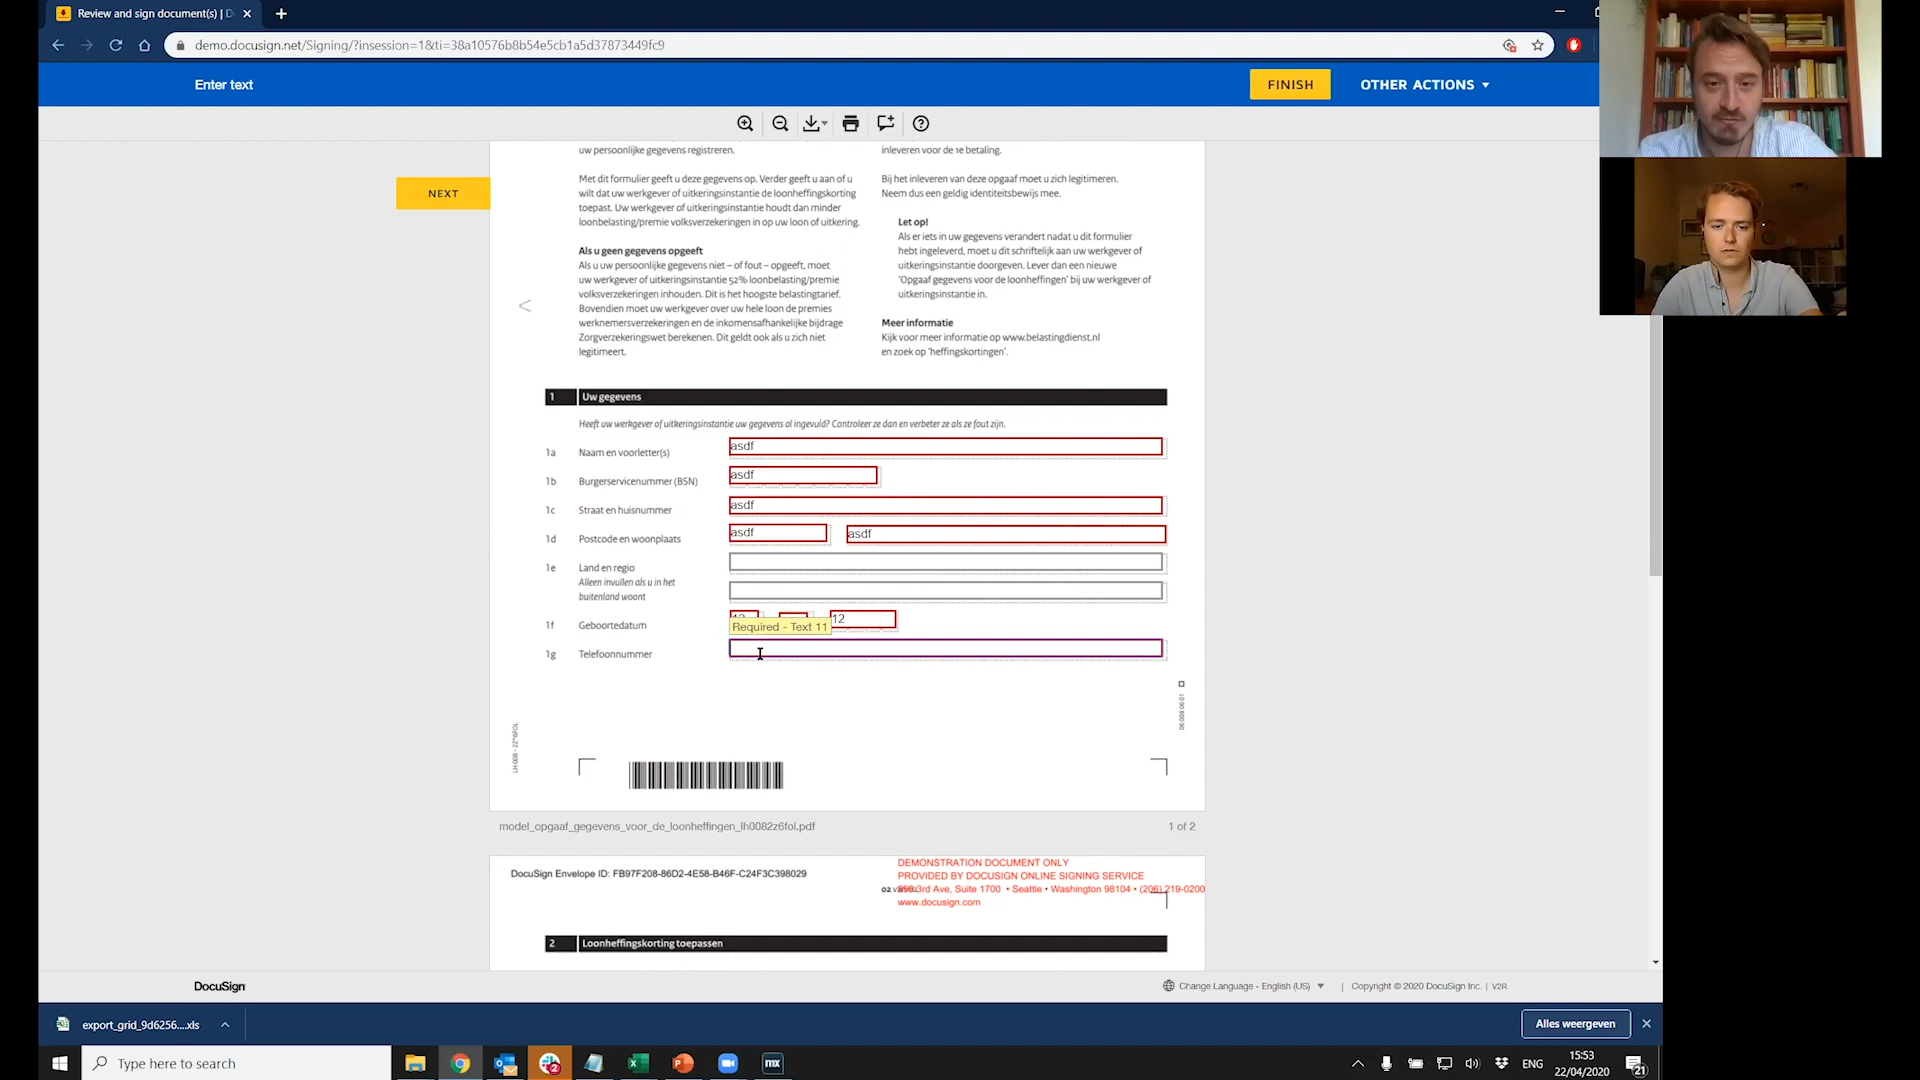 Review and sign document(s) | D
demo.docusign.net/Signing/?insession=1&ti=38a10576b8b54e5cb1a5d37873449fc9
Enter text
FINISH
OTHER ACTIONS
NEXT
uw persoonlijke gegevens registreren.
Met dit formulier geeft u deze gegevens op. Verder geeft u aan of u
wilt dat uw werkgever of uitkeringsinstantie de loonheffingskorting
toepast. Uw werkgever of uitkeringsinstantie houdt dan minder
loonbelasting/premie volksverzekeringen in op uw loon of uitkering.
Als u geen gegevens opgeeft
Als u uw persoonlijke gegevens niet – of fout – opgeeft, moet
uw werkgever of uitkeringsinstantie 52% loonbelasting/premie
volksverzekeringen inhouden. Dit is het hoogste belastingtarief.
Bovendien moet uw werkgever over uw hele loon de premies
werknemersverzekeringen en de inkomensafhankelijke bijdrage
Zorgverzekeringswet berekenen. Dit geldt ook als u zich niet
legitimeert.
inleveren voor de 1e betaling.
Bij het inleveren van deze opgaaf moet u zich legitimeren.
Neem dus een geldig identiteitsbewijs mee.
Let op!
Als er iets in uw gegevens verandert nadat u dit formulier
hebt ingeleverd, moet u dit schriftelijk aan uw werkgever of
uitkeringsinstantie doorgeven. Lever dan een nieuwe
'Opgaaf gegevens voor de loonheffingen' bij uw werkgever of
uitkeringsinstantie in.
Meer informatie
Kijk voor meer informatie op www.belastingdienst.nl
en zoek op 'heffingskortingen'.
1 Uw gegevens
Heeft uw werkgever of uitkeringsinstantie uw gegevens al ingevuld? Controleer ze dan en verbeter ze als ze fout zijn.
1a Naam en voorletter(s) asdf
1b Burgerservicenummer (BSN) asdf
1c Straat en huisnummer asdf
1d Postcode en woonplaats asdf asdf
1e Land en regio
Alleen invullen als u in het
buitenland woont
1f Geboortedatum 12
Required - Text 11
1g Telefoonnummer
model_opgaaf_gegevens_voor_de_loonheffingen_lh0082z6fol.pdf
1 of 2
DocuSign Envelope ID: FB97F208-86D2-4E58-B46F-C24F3C398029
DEMONSTRATION DOCUMENT ONLY
PROVIDED BY DOCUSIGN ONLINE SIGNING SERVICE
3rd Ave, Suite 1700 • Seattle • Washington 98104 • (206) 219-0200
www.docusign.com
2 Loonheffingskorting toepassen
DocuSign
Change Language - English (US)
| Copyright © 2020 DocuSign Inc. | V2R
export_grid_9d6256....xls
Alles weergeven
Type here to search
mx
ENG
15:53
22/04/2020
21